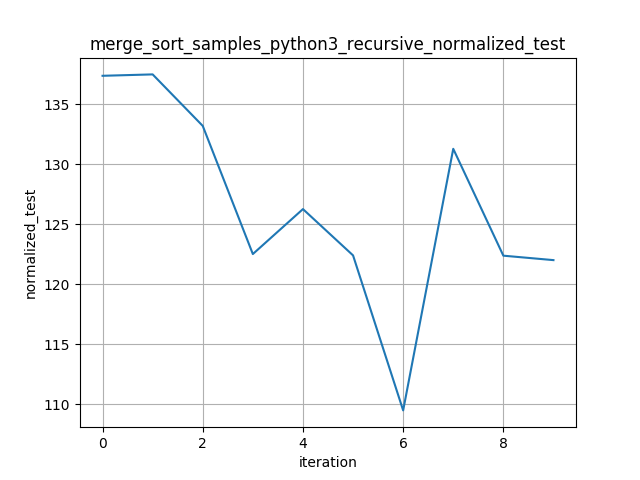 merge_sort_samples_python3_recursive_normalized_test
135
130
125
120
115
110
normalized_test
0 2 4 6 8
iteration